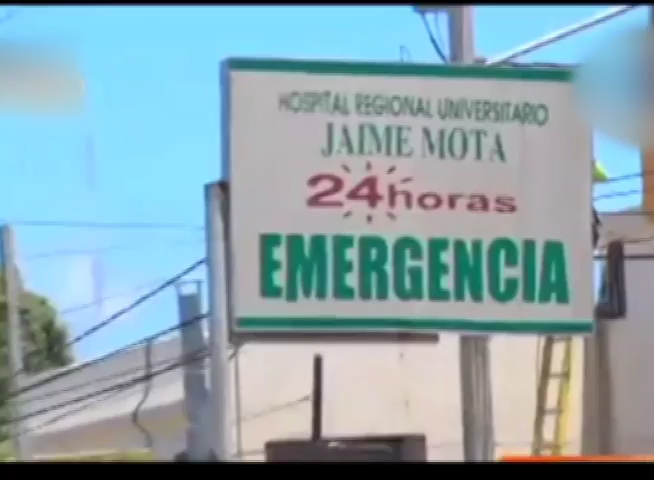 HOSPITAL REGIONAL UNIVERSITARIO
JAIME MOTA
24horas
EMERGENCIA